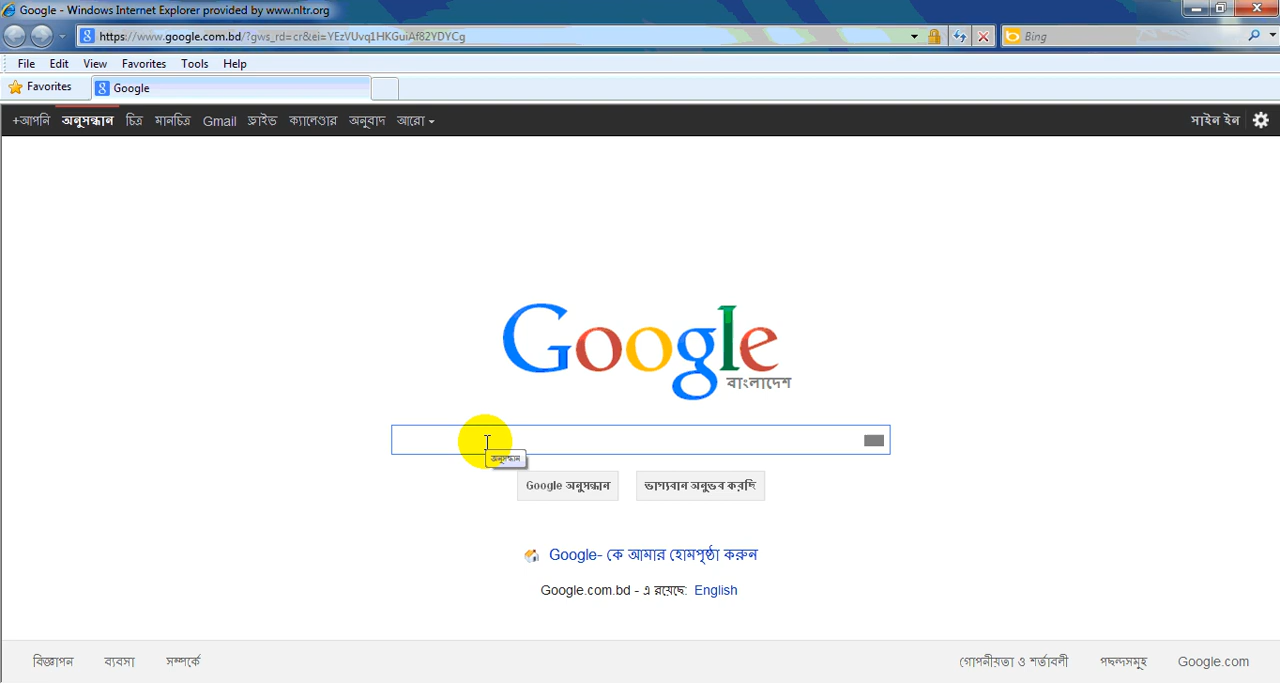 Google - Windows Internet Explorer provided by www.nltr.org
https://www.google.com.bd/?gws_rd=cr&ei=YEzVUvq1HKGuiAf82YDYCg
Bing
File Edit View Favorites Tools Help
Favorites Google
+আপনি অনুসন্ধান চিত্র মানচিত্র Gmail ড্রাইভ ক্যালেণ্ডার অনুবাদ আরো সাইন ইন
Google
বাংলাদেশ
অনুসন্ধান
Google অনুসন্ধান ভাগ্যবান অনুভব করছি
Google- কে আমার হোমপৃষ্ঠা করুন
Google.com.bd - এ রয়েছে: English
বিজ্ঞাপন ব্যবসা সম্পর্কে গোপনীয়তা ও শর্তাবলী পছন্দসমূহ Google.com